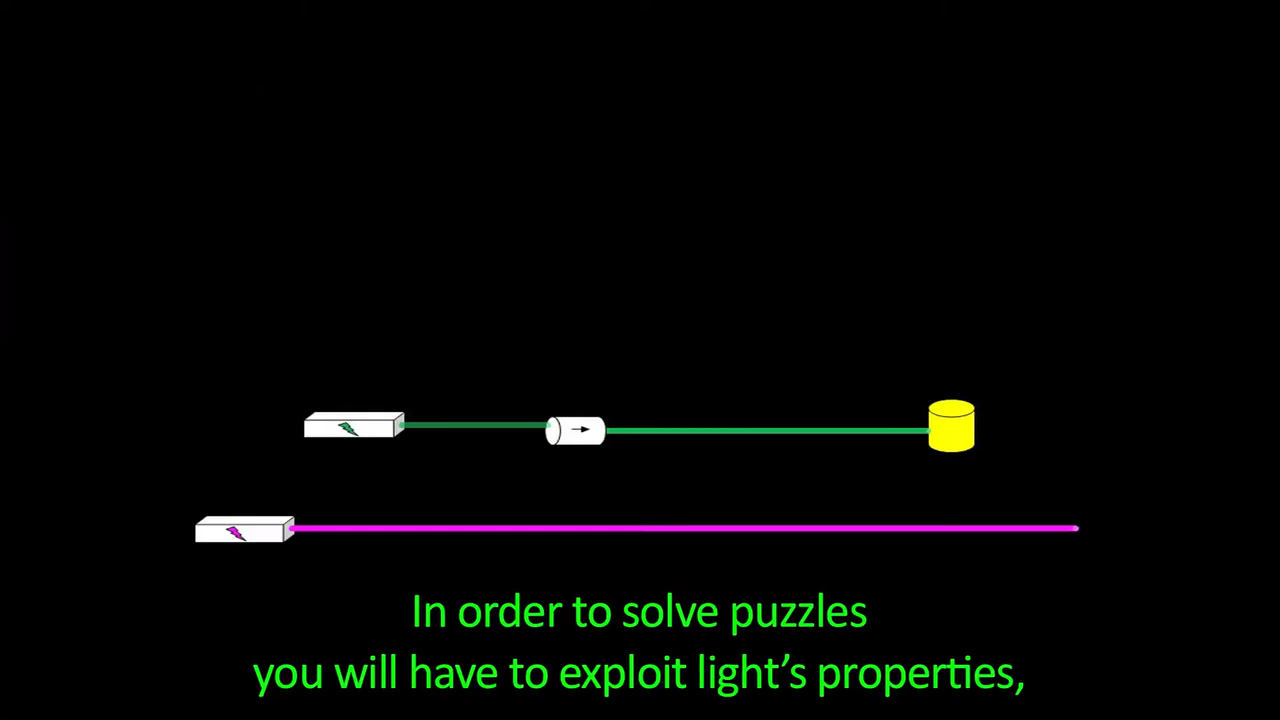 In order to solve puzzles
you will have to exploit light’s properties,